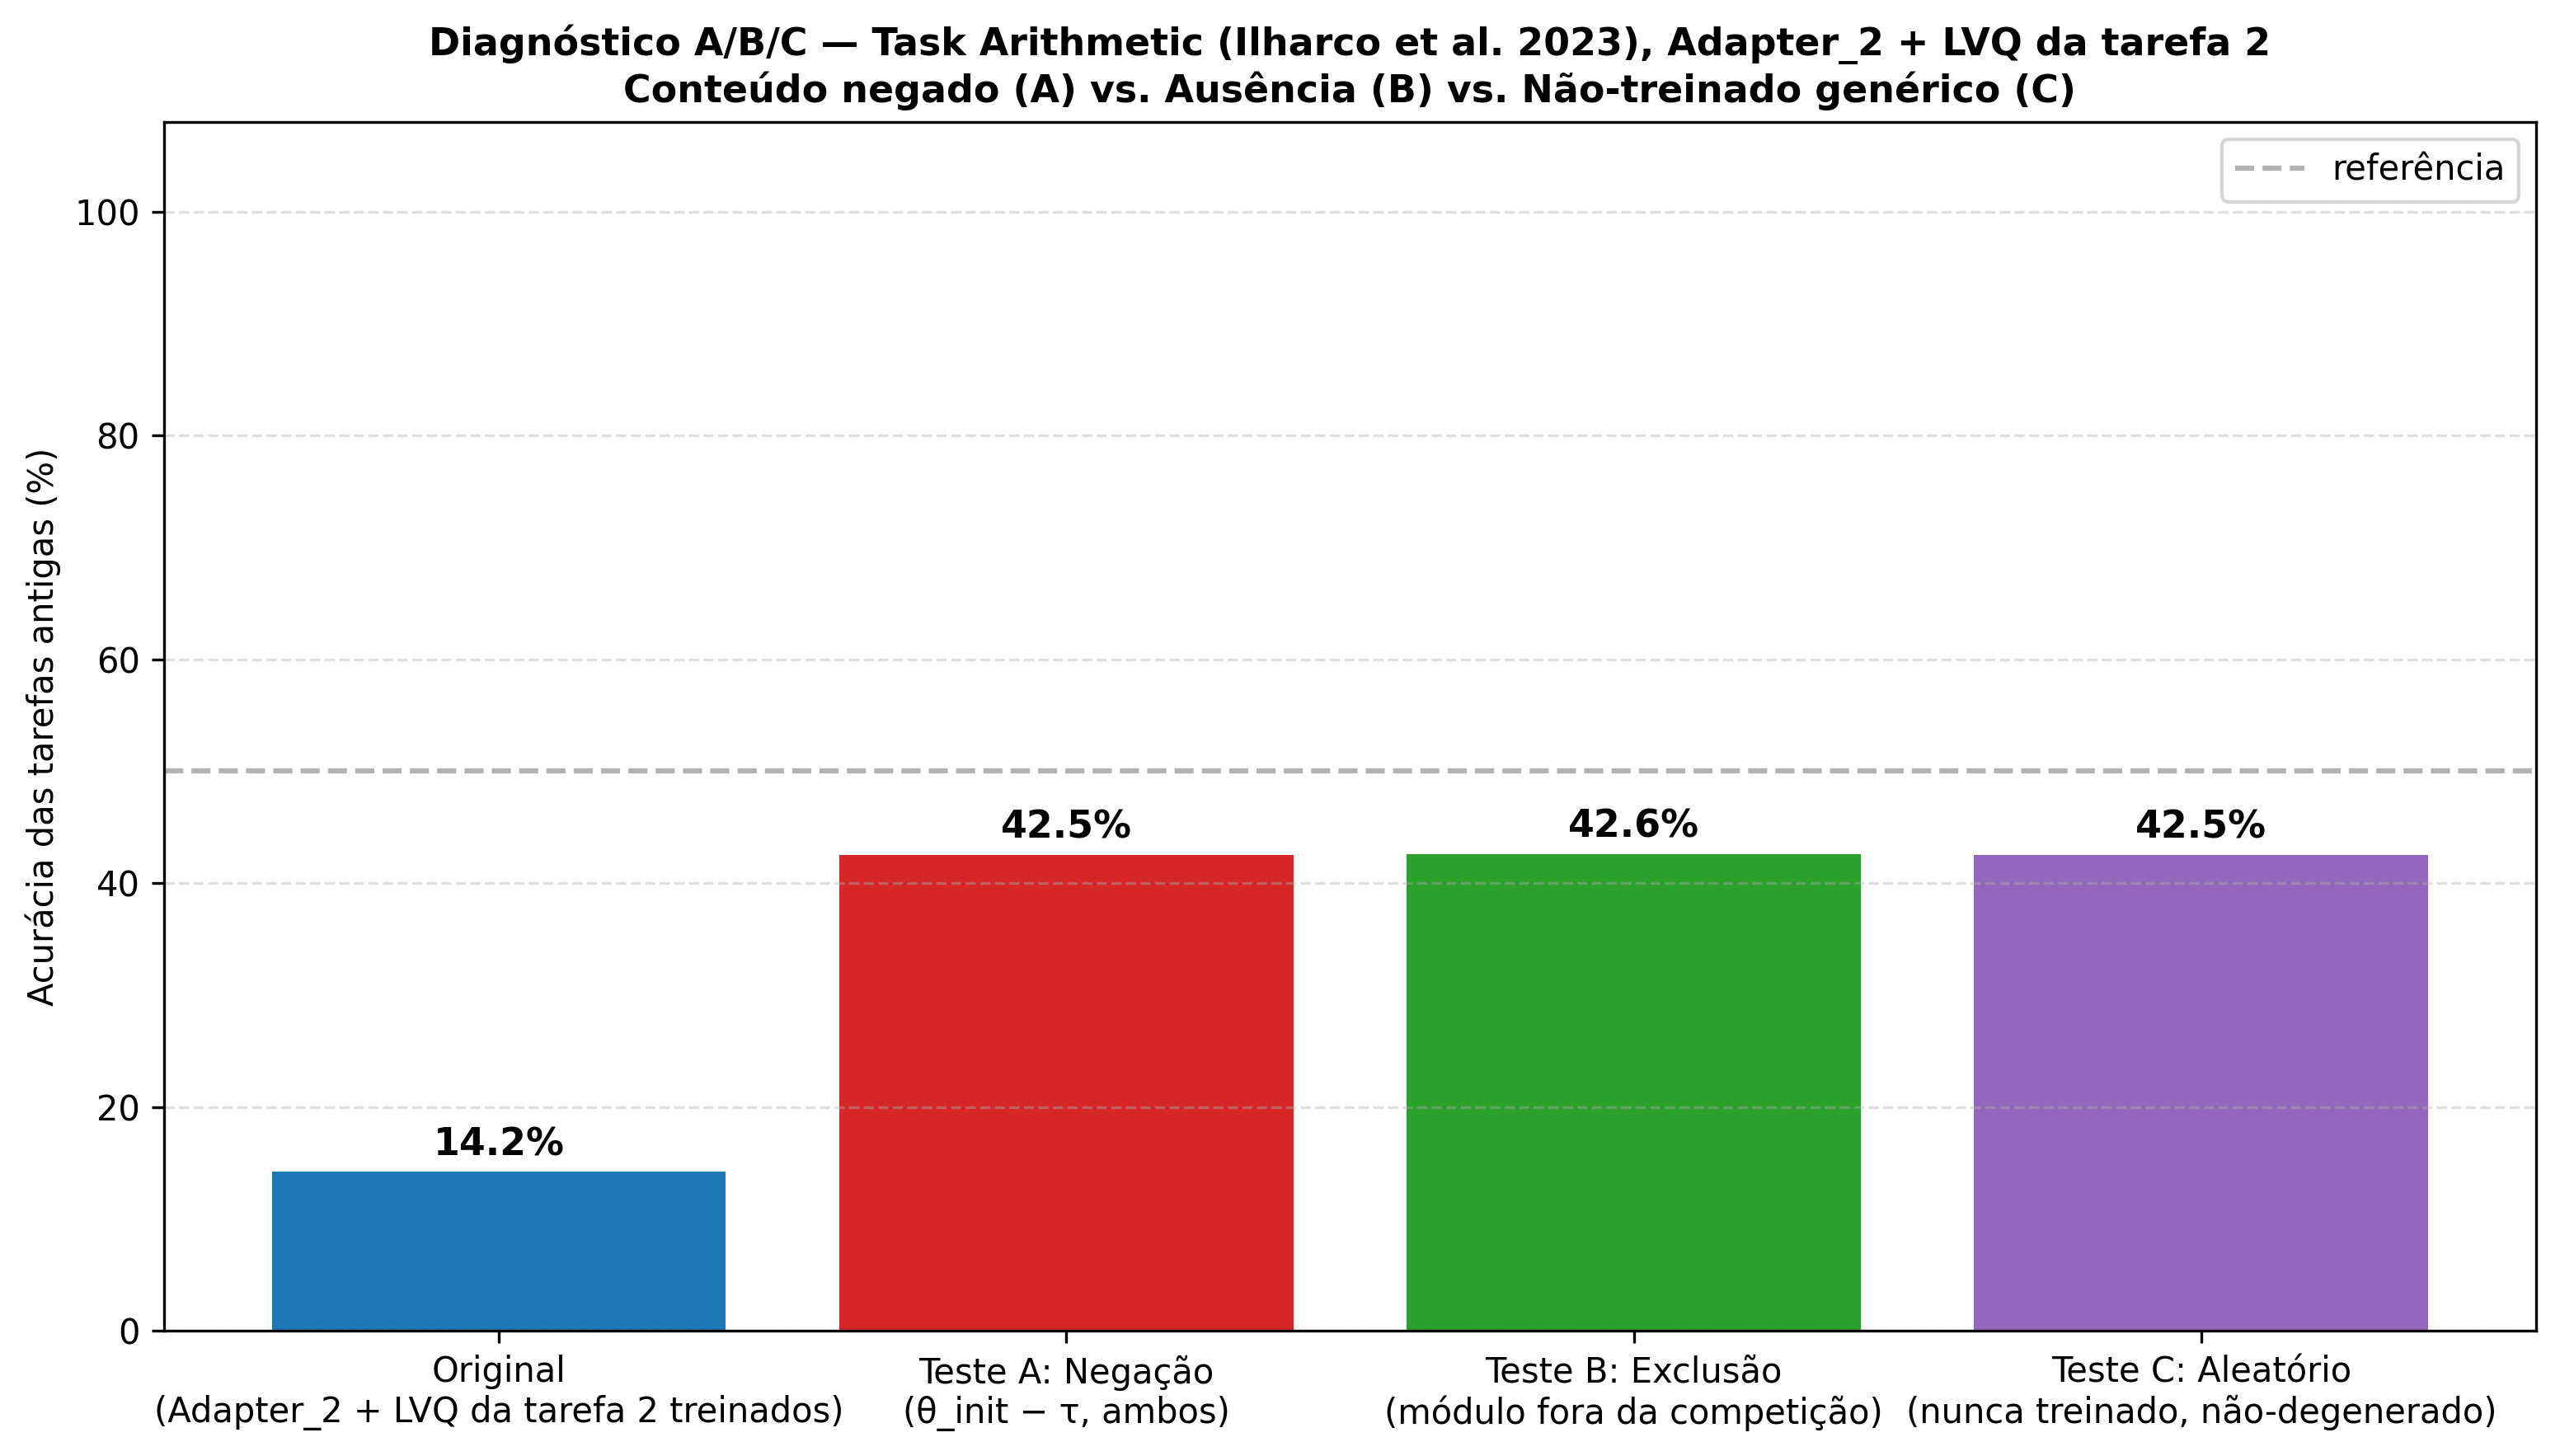 Diagnóstico A/B/C — Task Arithmetic (Ilharco et al. 2023), Adapter_2 + LVQ da tarefa 2
Conteúdo negado (A) vs. Ausência (B) vs. Não-treinado genérico (C)
referência
Acurácia das tarefas antigas (%)
100
80
60
40
20
0
14.2%
42.5%
42.6%
42.5%
Original
(Adapter_2 + LVQ da tarefa 2 treinados)
Teste A: Negação
(θ_init − τ, ambos)
Teste B: Exclusão
(módulo fora da competição)
Teste C: Aleatório
(nunca treinado, não-degenerado)